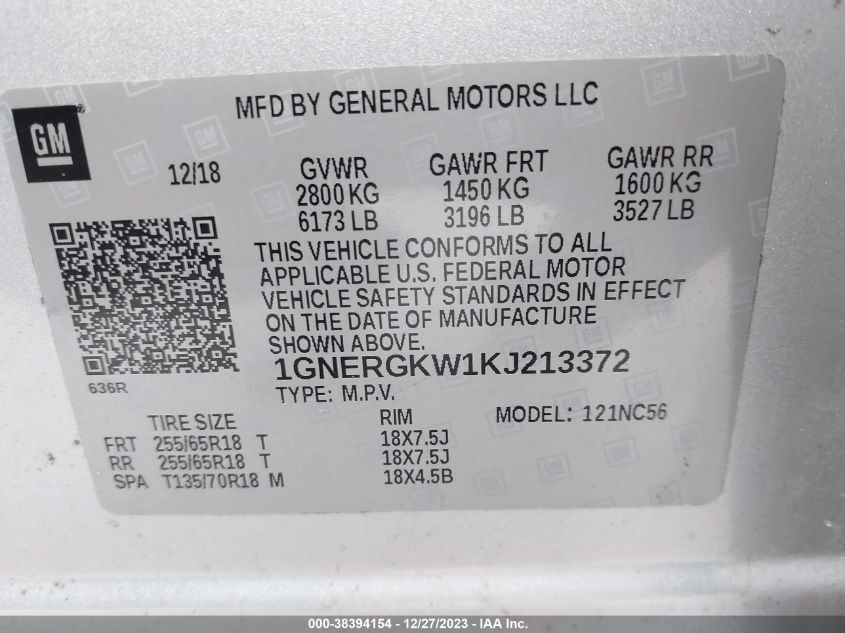 MFD BY GENERAL MOTORS LLC
GM
12/18 GVWR GAWR FRT GAWR RR
2800 KG 1450 KG 1600 KG
6173 LB 3196 LB 3527 LB
THIS VEHICLE CONFORMS TO ALL
APPLICABLE U.S. FEDERAL MOTOR
VEHICLE SAFETY STANDARDS IN EFFECT
ON THE DATE OF MANUFACTURE
SHOWN ABOVE.
1GNERGKW1KJ213372
636R
TYPE: M.P.V.
TIRE SIZE RIM MODEL: 121NC56
FRT 255/65R18 T 18X7.5J
RR 255/65R18 T 18X7.5J
SPA T135/70R18 M 18X4.5B
000-38394154 - 12/27/2023 - IAA Inc.